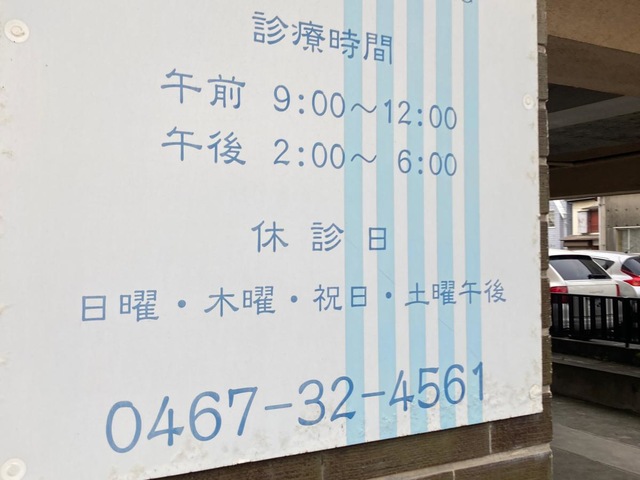 診療時間
午前 9:00～12:00
午後 2:00～ 6:00
休診日
日曜・木曜・祝日・土曜午後
0467-32-4561